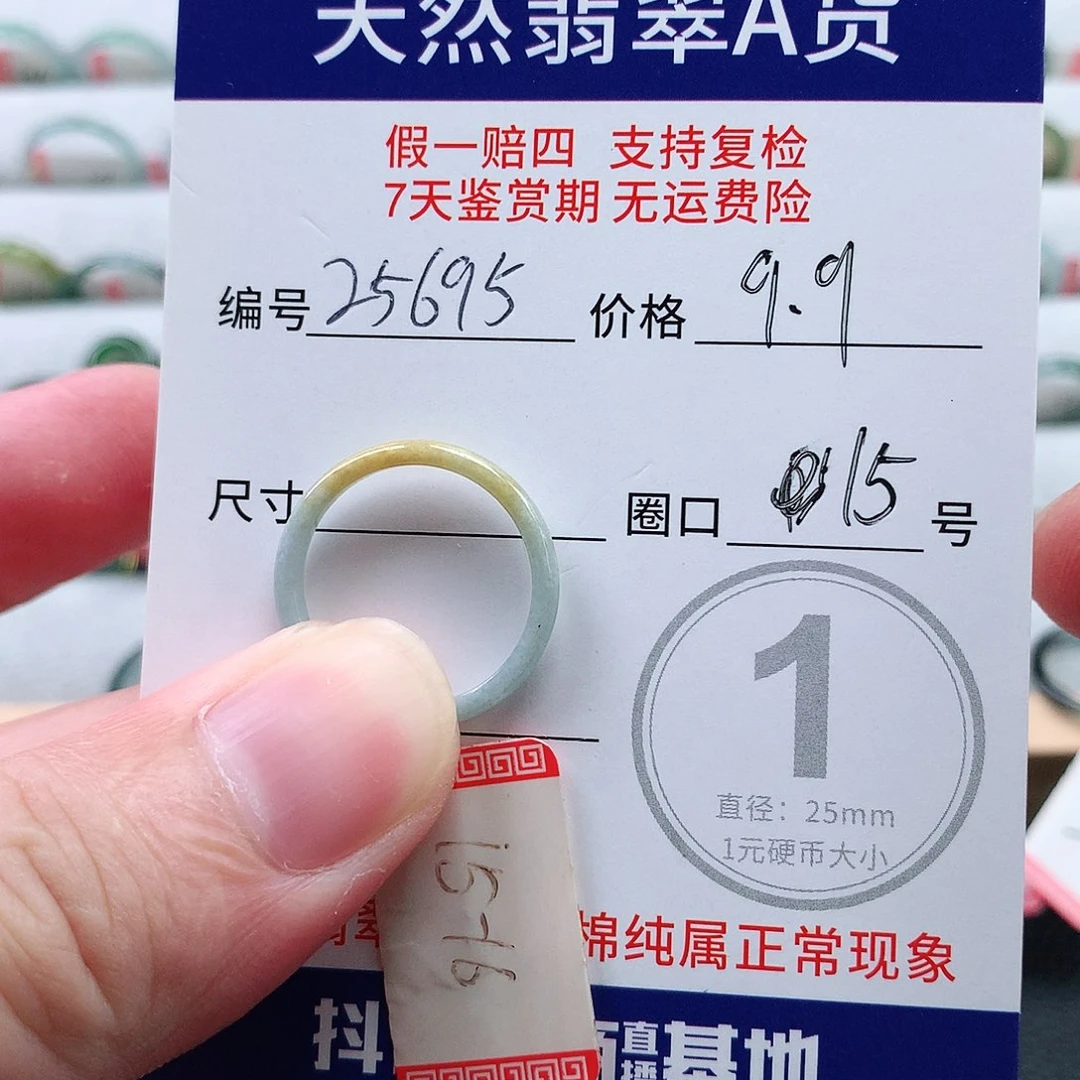 天然翡翠A货
假一赔四 支持复检
7天鉴赏期 无运费险
编号 25695 价格 9.9
尺寸 圈口 15 号
1
直径：25mm
1元硬币大小
15-16
棉纯属正常现象
抖 直播基地